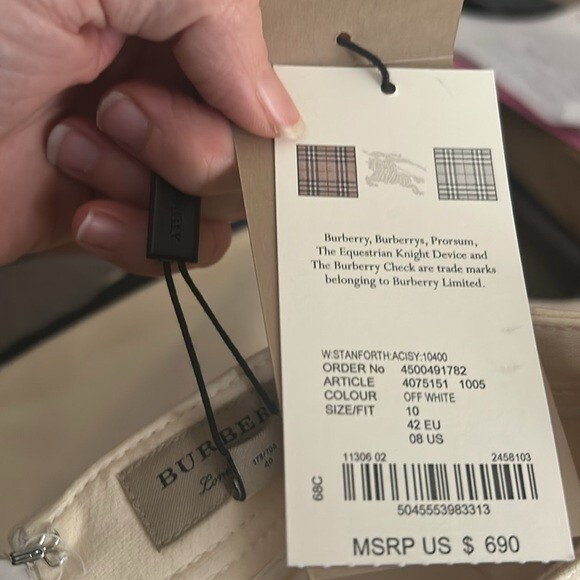 Burberry, Burberrys, Prorsum,
The Equestrian Knight Device and
The Burberry Check are trade marks
belonging to Burberry Limited.
W:STANFORTH:ACISY:10400
ORDER No 4500491782
ARTICLE 4075151 1005
COLOUR OFF WHITE
SIZE/FIT 10
42 EU
08 US
11306 02 2458103
68C
5045553983313
MSRP US $ 690
BURBER